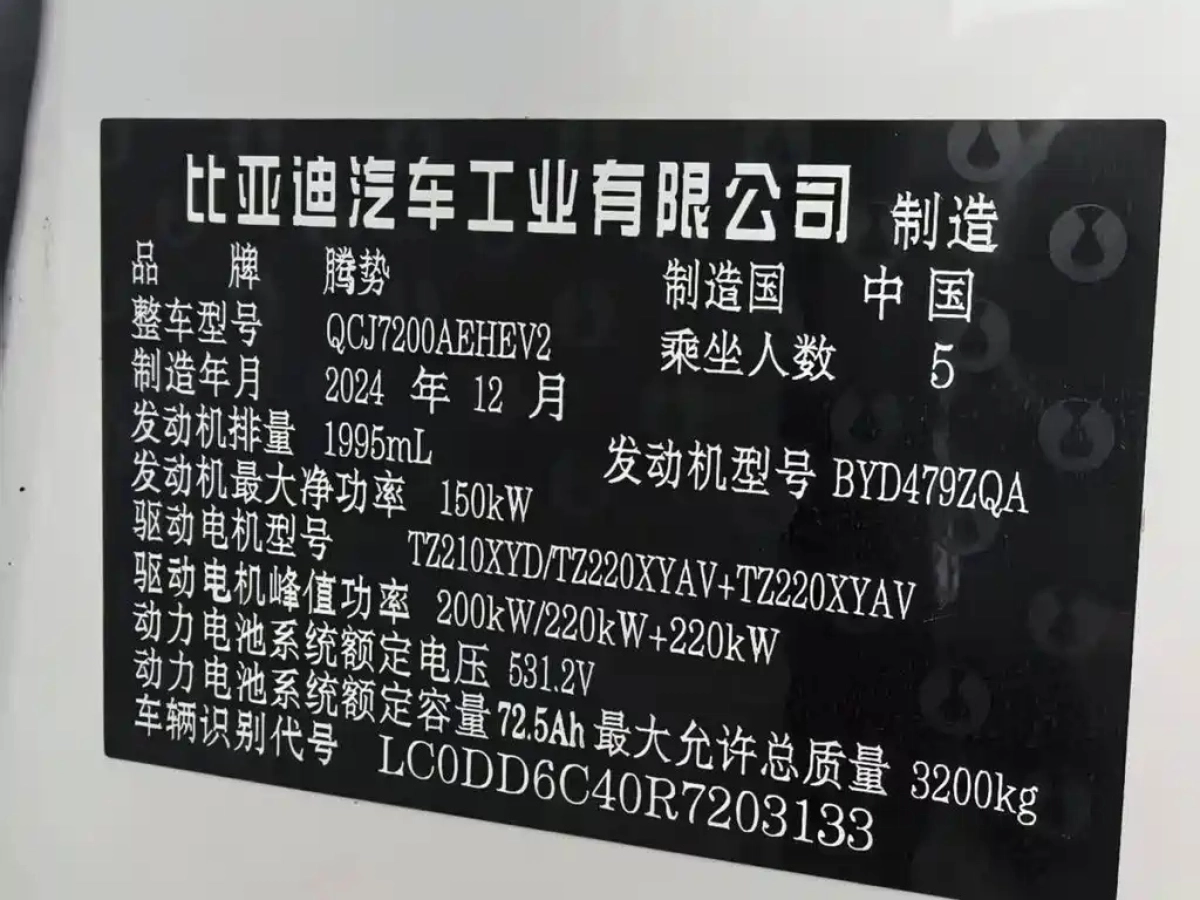 比亚迪汽车工业有限公司 制造
品 牌 腾势 制造国 中国
整车型号 QCJ7200AEHEV2 乘坐人数 5
制造年月 2024 年 12 月
发动机排量 1995mL 发动机型号 BYD479ZQA
发动机最大净功率 150kW
驱动电机型号 TZ210XYD/TZ220XYAV+TZ220XYAV
驱动电机峰值功率 200kW/220kW+220kW
动力电池系统额定电压 531.2V
动力电池系统额定容量 72.5Ah 最大允许总质量 3200kg
车辆识别代号 LC0DD6C40R7203133